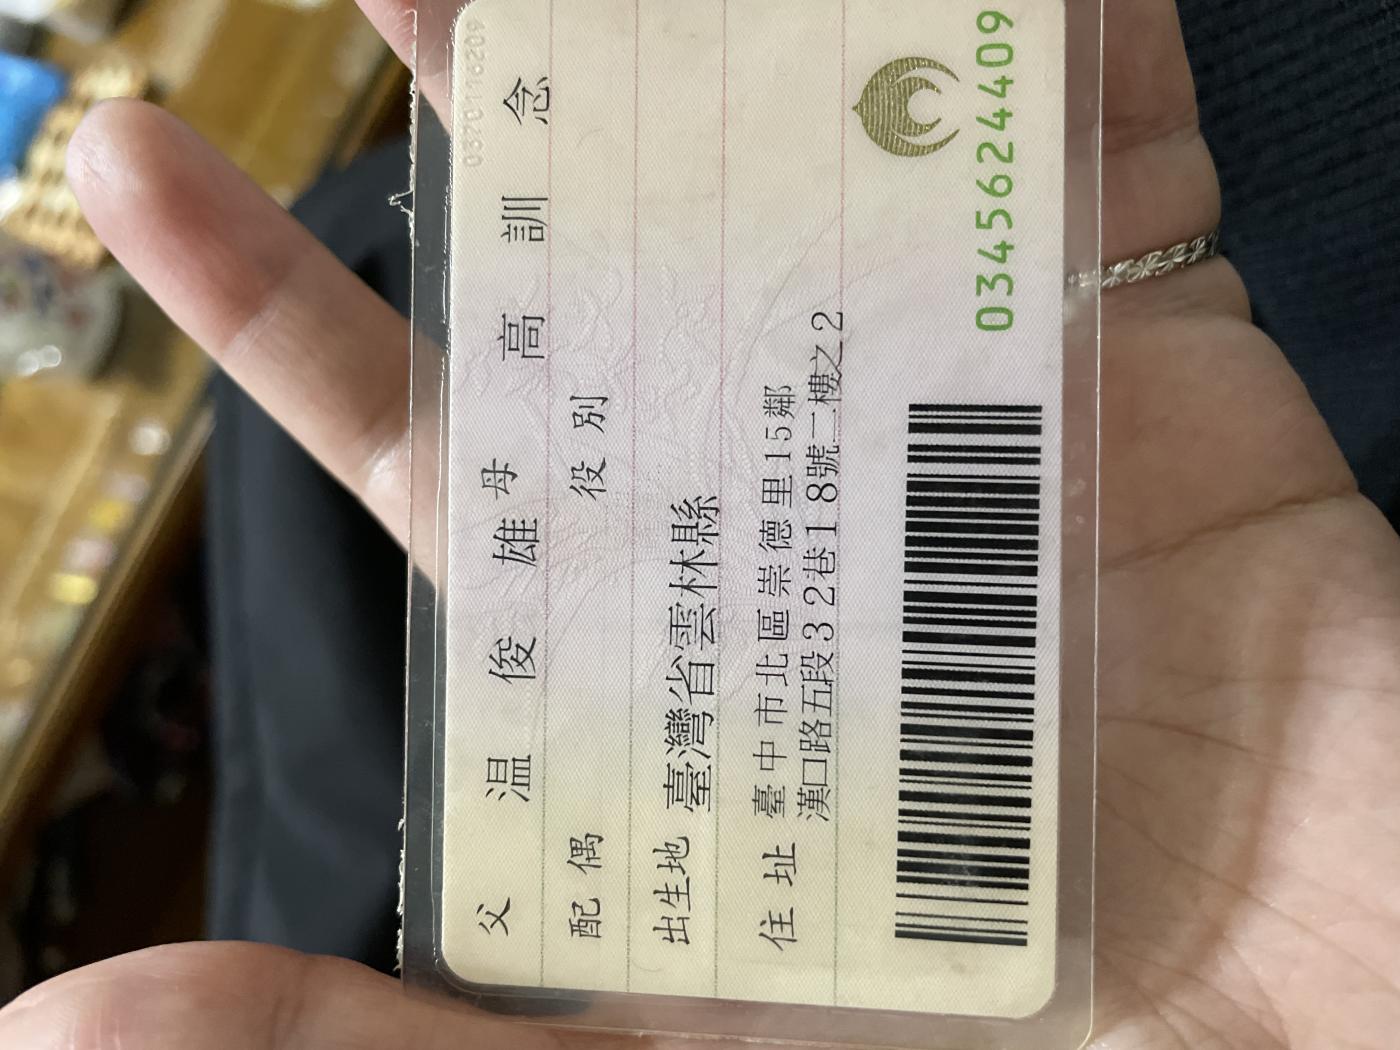 0320116209
父 温俊雄 母 高訓念
配偶 役別
出生地 臺灣省雲林縣
住址 臺中市北區崇德里15鄰
漢口路五段32巷18號二樓之2
0345624409